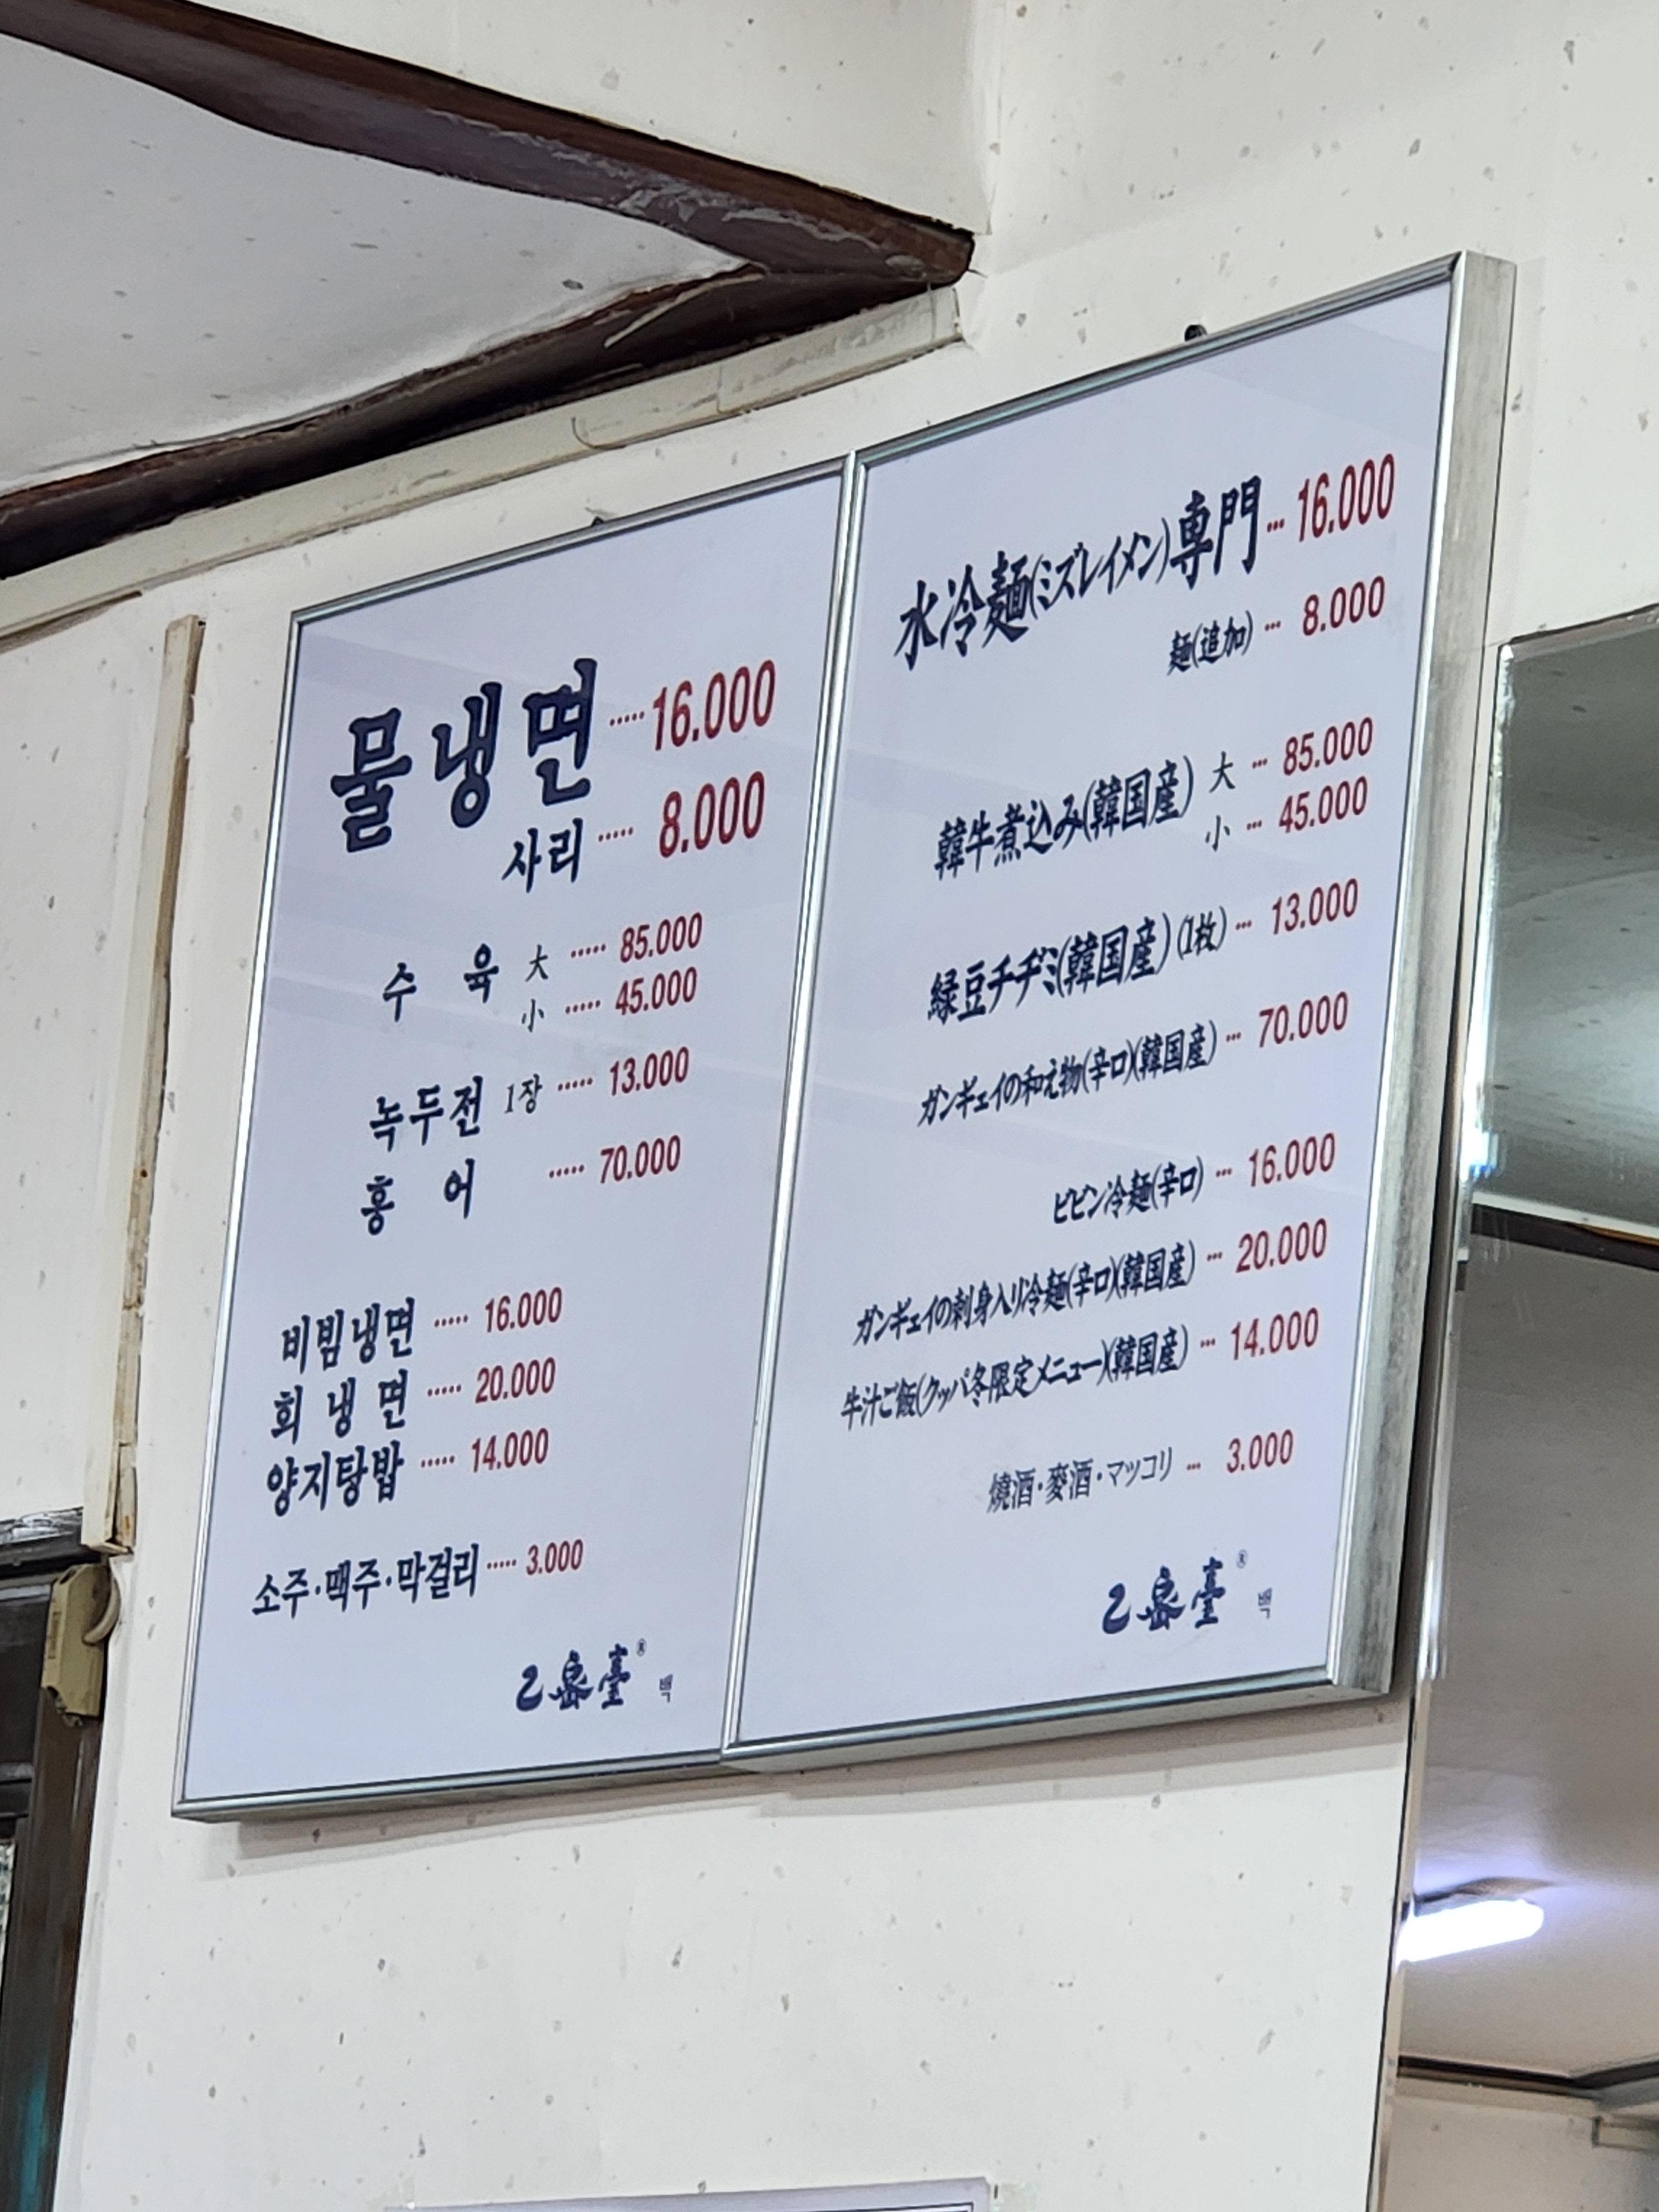 물냉면 ····· 16.000
사리 ····· 8.000
수 육 大 ····· 85.000
小 ····· 45.000
녹두전 1장 ····· 13.000
홍 어 ····· 70.000
비빔냉면 ····· 16.000
회냉면 ····· 20.000
양지탕밥 ····· 14.000
소주·맥주·막걸리 ····· 3.000
乙密臺® 백
水冷麺(ミズレイメン)専門 ··· 16.000
麺(追加) ··· 8.000
韓牛煮込み(韓国産) 大 ··· 85.000
小 ··· 45.000
緑豆チヂミ(韓国産)(1枚) ··· 13.000
ガンギェイの和え物(辛口)(韓国産) ··· 70.000
ビビン冷麺(辛口) ··· 16.000
ガンギェイの刺身入り冷麺(辛口)(韓国産) ··· 20.000
牛汁ご飯(クッパ冬限定メニュー)(韓国産) ··· 14.000
燒酒·麥酒·マッコリ ··· 3.000
乙密臺® 백